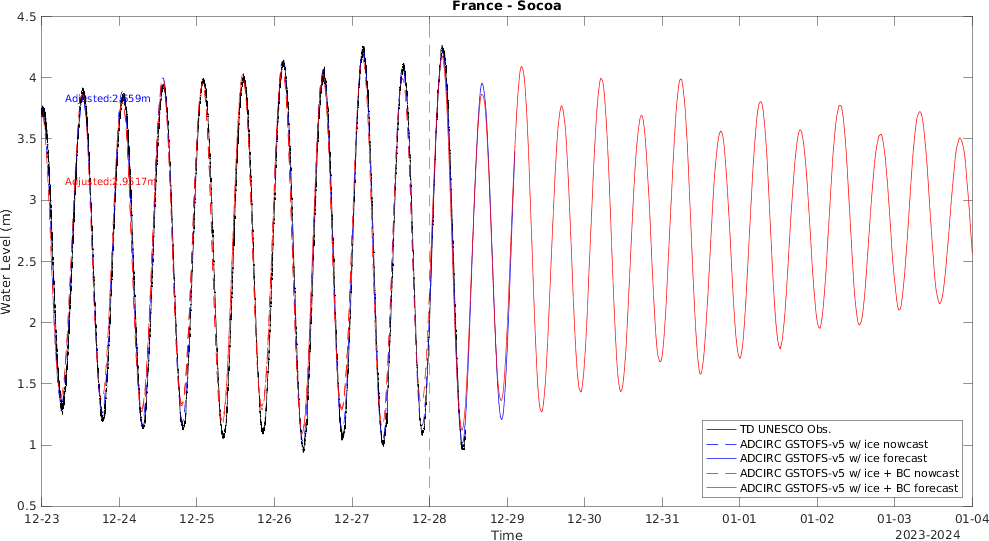 France - Socoa
4.5
4
3.5
3
2.5
2
1.5
1
0.5
Water Level (m)
Adjusted:2.9517m
TD UNESCO Obs.
ADCIRC GSTOFS-v5 w/ ice nowcast
ADCIRC GSTOFS-v5 w/ ice forecast
ADCIRC GSTOFS-v5 w/ ice + BC nowcast
ADCIRC GSTOFS-v5 w/ ice + BC forecast
12-23 12-24 12-25 12-26 12-27 12-28 12-29 12-30 12-31 01-01 01-02 01-03 01-04
Time
2023-2024